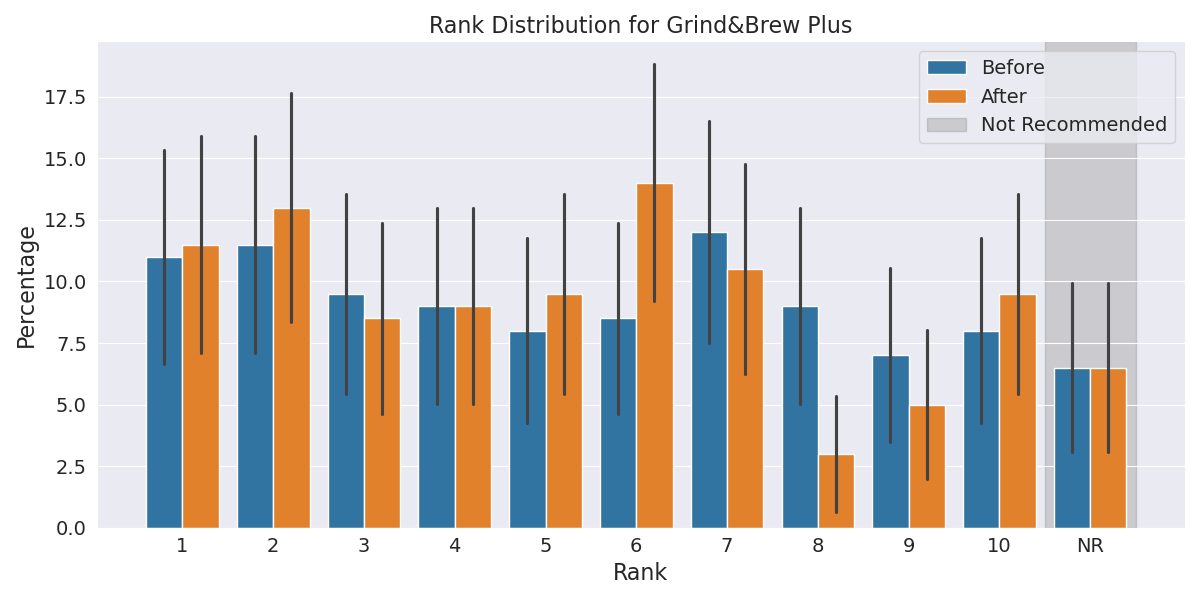 Rank Distribution for Grind&Brew Plus
Before
After
Not Recommended
Percentage
17.5
15.0
12.5
10.0
7.5
5.0
2.5
0.0
1 2 3 4 5 6 7 8 9 10 NR
Rank